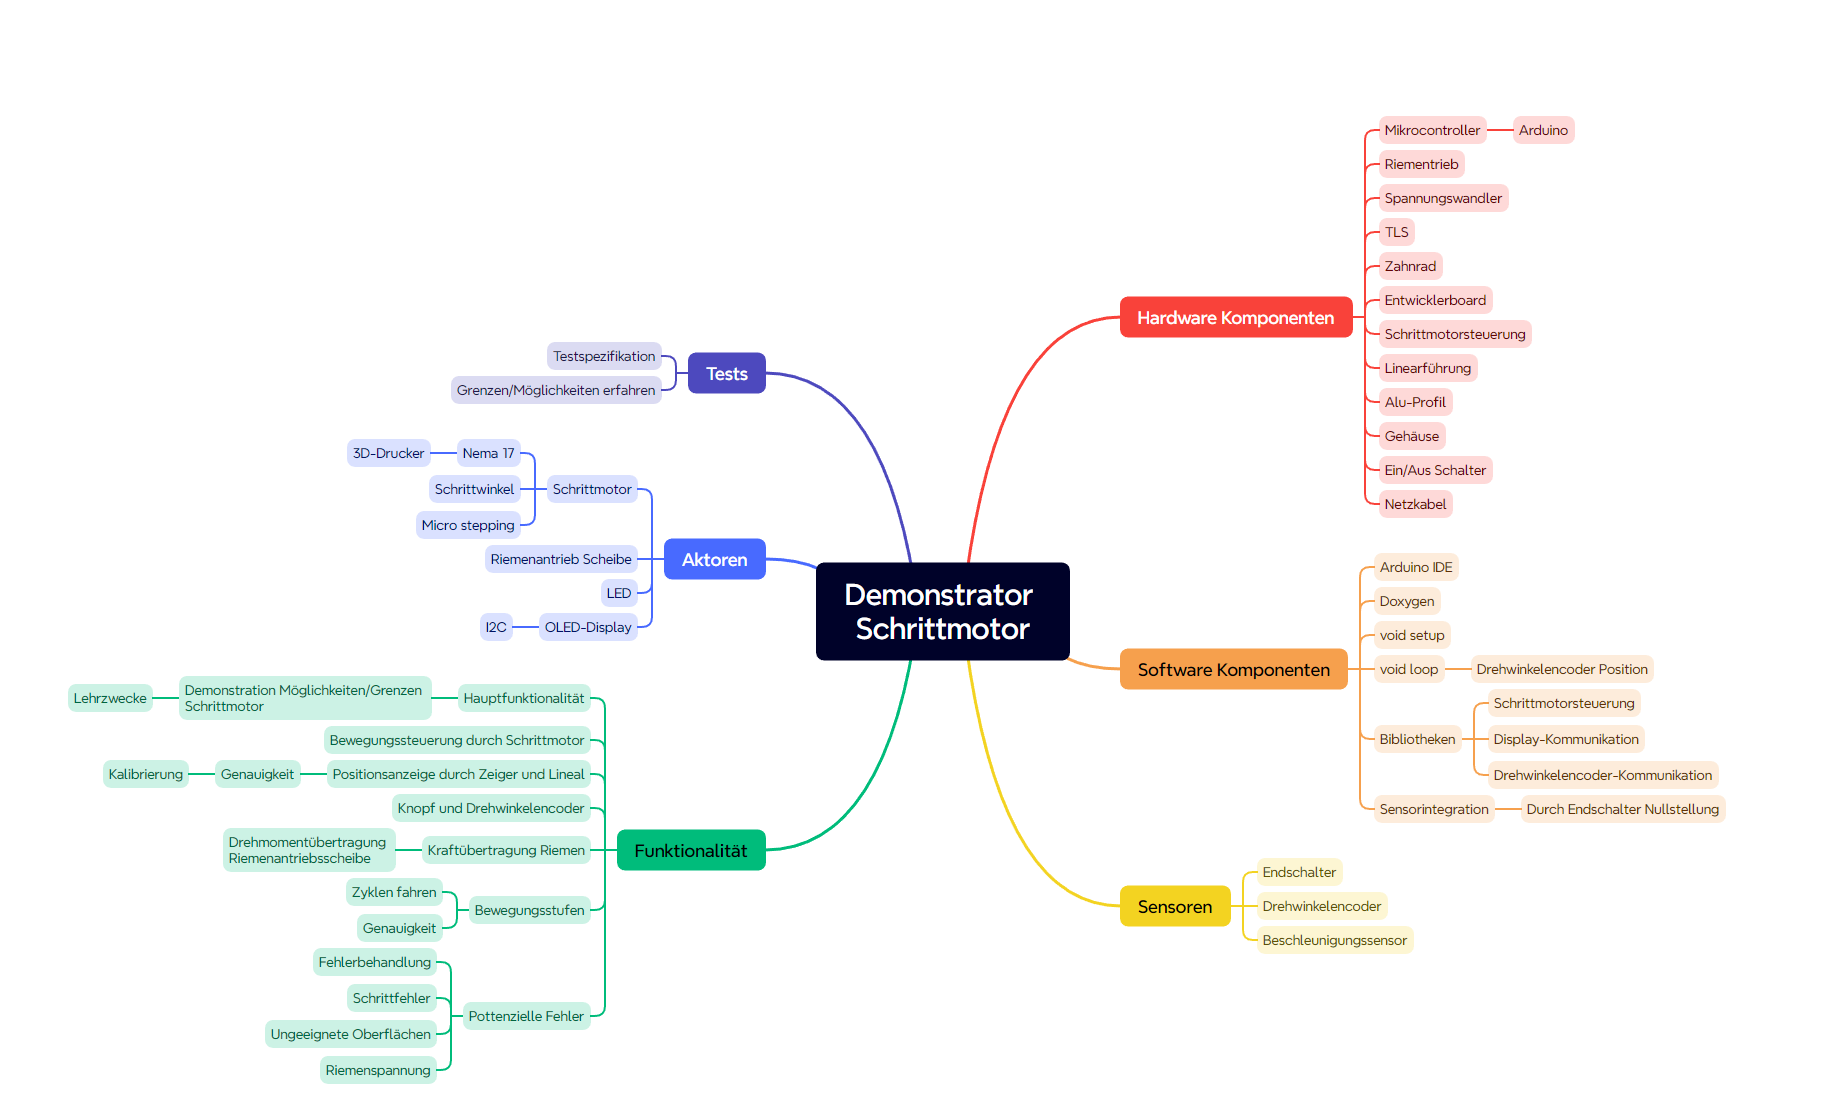 Demonstrator
Schrittmotor
Hardware Komponenten
Mikrocontroller
Arduino
Riementrieb
Spannungswandler
TLS
Zahnrad
Entwicklerboard
Schrittmotorsteuerung
Linearführung
Alu-Profil
Gehäuse
Ein/Aus Schalter
Netzkabel
Software Komponenten
Arduino IDE
Doxygen
void setup
void loop
Drehwinkelencoder Position
Bibliotheken
Schrittmotorsteuerung
Display-Kommunikation
Drehwinkelencoder-Kommunikation
Sensorintegration
Durch Endschalter Nullstellung
Sensoren
Endschalter
Drehwinkelencoder
Beschleunigungssensor
Tests
Testspezifikation
Grenzen/Möglichkeiten erfahren
Aktoren
Schrittmotor
Nema 17
3D-Drucker
Schrittwinkel
Micro stepping
Riemenantrieb Scheibe
LED
OLED-Display
I2C
Funktionalität
Hauptfunktionalität
Demonstration Möglichkeiten/Grenzen
Schrittmotor
Lehrzwecke
Bewegungssteuerung durch Schrittmotor
Positionsanzeige durch Zeiger und Lineal
Genauigkeit
Kalibrierung
Knopf und Drehwinkelencoder
Kraftübertragung Riemen
Drehmomentübertragung
Riemenantriebsscheibe
Bewegungsstufen
Zyklen fahren
Genauigkeit
Pottenzielle Fehler
Fehlerbehandlung
Schrittfehler
Ungeeignete Oberflächen
Riemenspannung